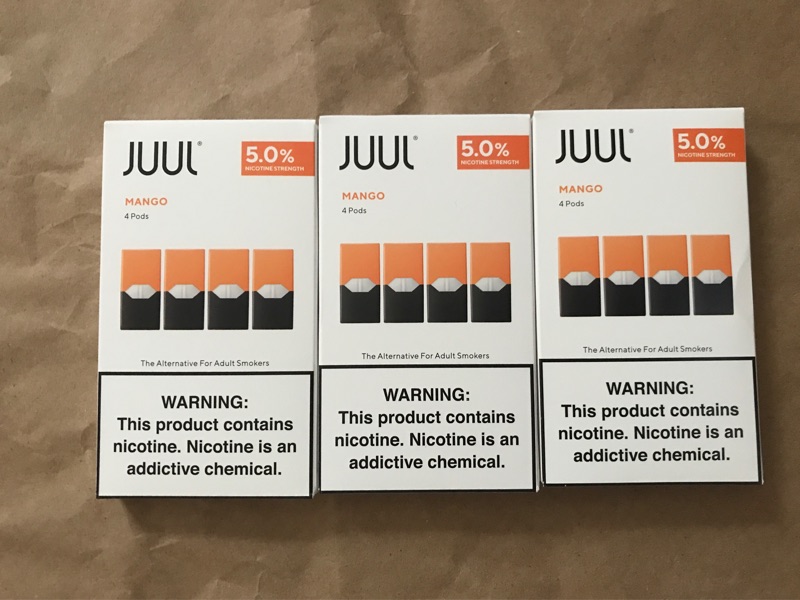 JUUL®
5.0%
NICOTINE STRENGTH
MANGO
4 Pods
The Alternative For Adult Smokers
WARNING:
This product contains
nicotine. Nicotine is an
addictive chemical.
JUUL®
5.0%
NICOTINE STRENGTH
MANGO
4 Pods
The Alternative For Adult Smokers
WARNING:
This product contains
nicotine. Nicotine is an
addictive chemical.
JUUL®
5.0%
NICOTINE STRENGTH
MANGO
4 Pods
The Alternative For Adult Smokers
WARNING:
This product contains
nicotine. Nicotine is an
addictive chemical.